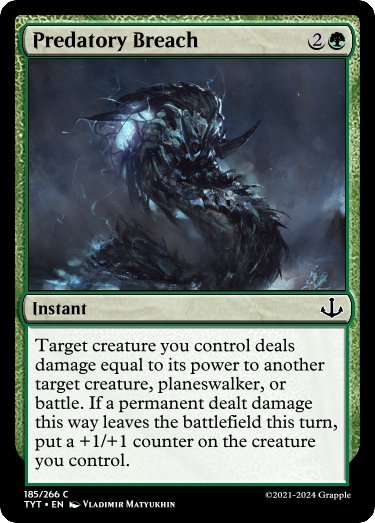 Predatory Breach 2
Instant
Target creature you control deals
damage equal to its power to another
target creature, planeswalker, or
battle. If a permanent dealt damage
this way leaves the battlefield this turn,
put a +1/+1 counter on the creature
you control.
185/266 C
TYT • EN Vladimir Matyukhin
©2021-2024 Grapple